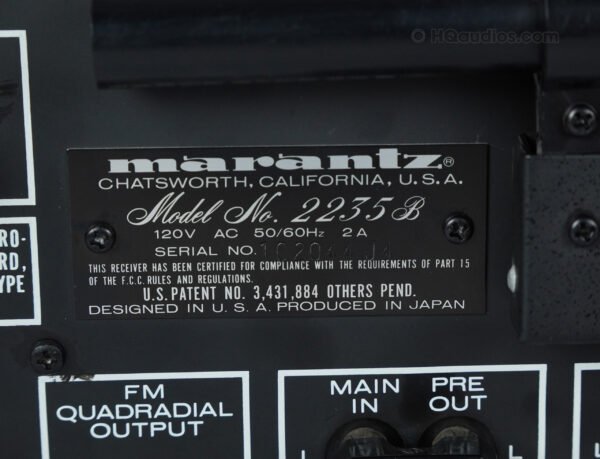 © HQaudios.com
marantz®
CHATSWORTH, CALIFORNIA, U.S.A.
Model No. 2235B
120V AC 50/60Hz 2A
SERIAL NO.
THIS RECEIVER HAS BEEN CERTIFIED FOR COMPLIANCE WITH THE REQUIREMENTS OF PART 15
OF THE F.C.C. RULES AND REGULATIONS.
U.S. PATENT NO. 3,431,884 OTHERS PEND.
DESIGNED IN U.S.A. PRODUCED IN JAPAN
RO-
RD,
YPE
FM
QUADRADIAL
OUTPUT
MAIN IN
PRE OUT
L
L